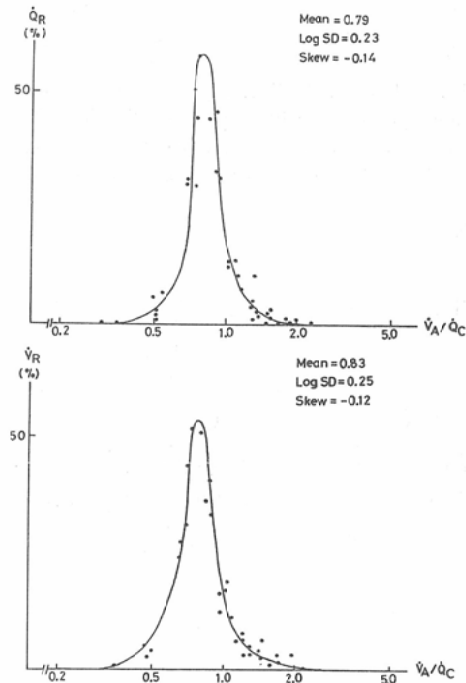 Q̇R
(%)
50
Mean = 0.79
Log SD = 0.23
Skew = -0.14
0.2 0.5 1.0 2.0 5.0 V̇A/Q̇C
V̇R
(%)
50
Mean = 0.83
Log SD = 0.25
Skew = -0.12
0.2 0.5 1.0 2.0 5.0 V̇A/Q̇C